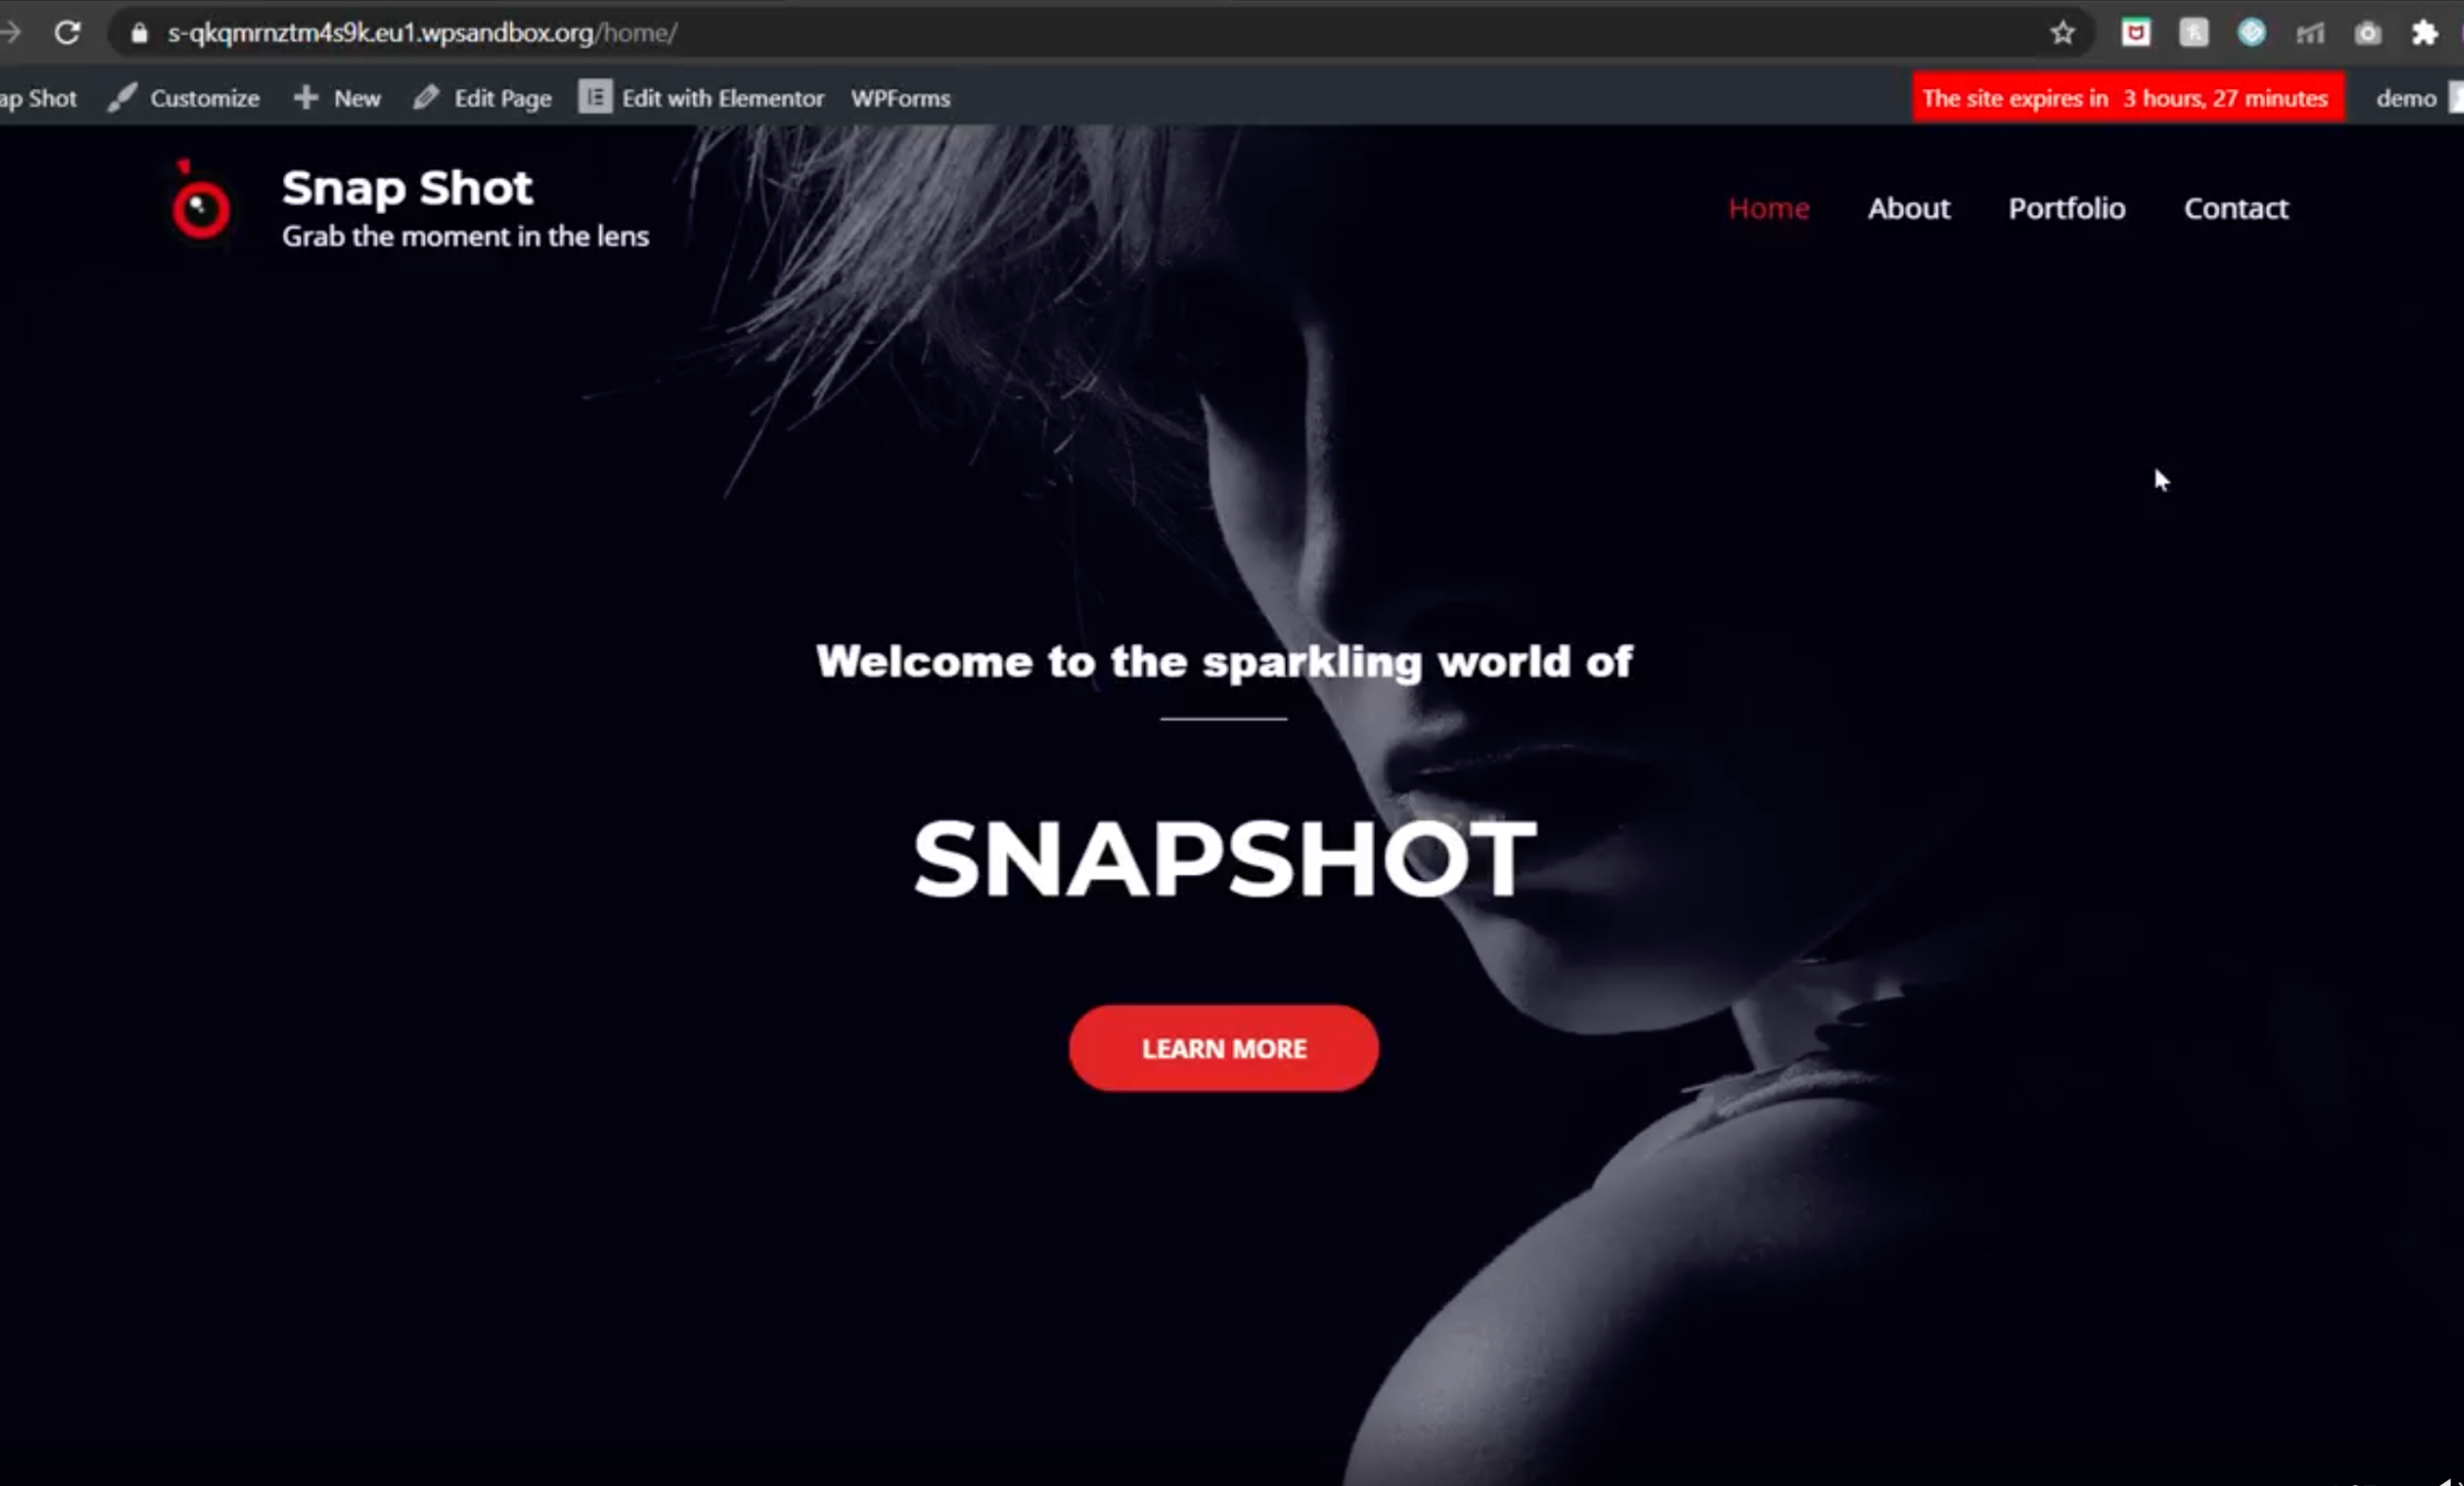 s-qkqmrnztm4s9k.eu1.wpsandbox.org/home/
ap Shot Customize New Edit Page Edit with Elementor WPForms The site expires in 3 hours, 27 minutes demo
Snap Shot
Grab the moment in the lens
Home About Portfolio Contact
Welcome to the sparkling world of
SNAPSHOT
LEARN MORE